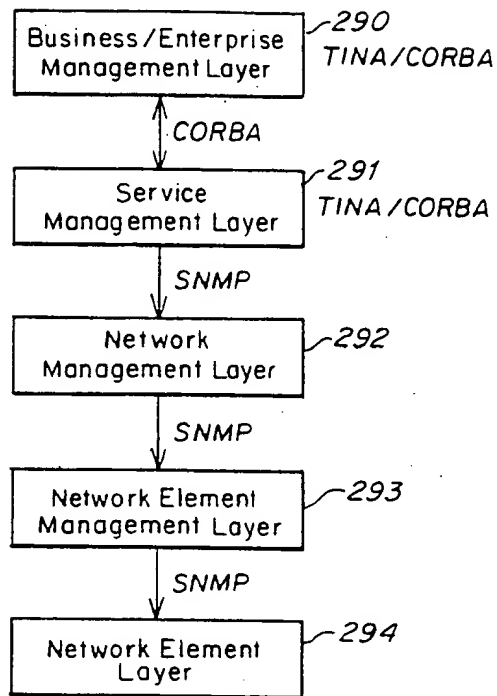 Business/Enterprise
Management Layer
290
TINA/CORBA
CORBA
Service
Management Layer
291
TINA/CORBA
SNMP
Network
Management Layer
292
SNMP
Network Element
Management Layer
293
SNMP
Network Element
Layer
294